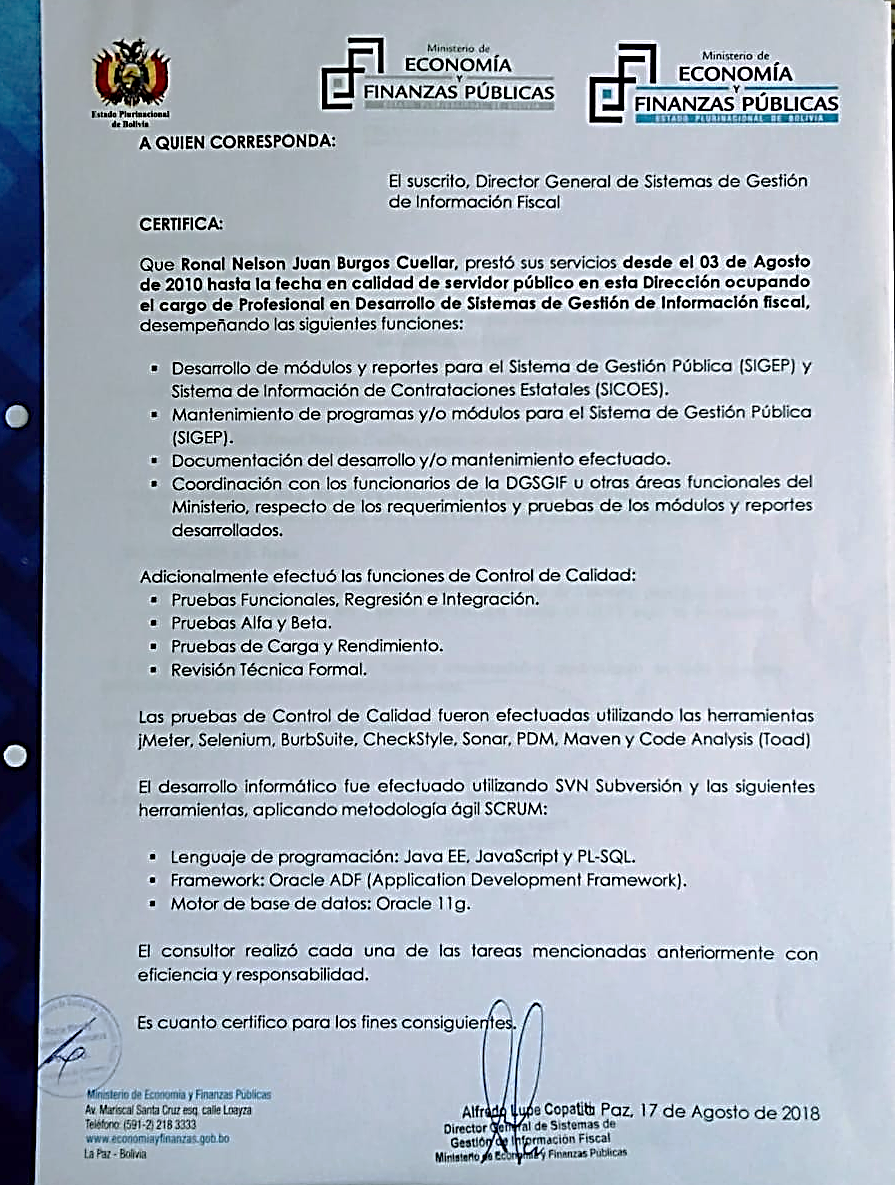 Estado Plurinacional
de Bolivia
Ministerio de
ECONOMÍA
Y
FINANZAS PÚBLICAS
ESTADO PLURINACIONAL DE BOLIVIA
Ministerio de
ECONOMÍA
Y
FINANZAS PÚBLICAS
ESTADO PLURINACIONAL DE BOLIVIA
A QUIEN CORRESPONDA:
El suscrito, Director General de Sistemas de Gestión
de Información Fiscal
CERTIFICA:
Que Ronal Nelson Juan Burgos Cuellar, prestó sus servicios desde el 03 de Agosto
de 2010 hasta la fecha en calidad de servidor público en esta Dirección ocupando
el cargo de Profesional en Desarrollo de Sistemas de Gestión de Información fiscal,
desempeñando las siguientes funciones:
▪ Desarrollo de módulos y reportes para el Sistema de Gestión Pública (SIGEP) y
Sistema de Información de Contrataciones Estatales (SICOES).
▪ Mantenimiento de programas y/o módulos para el Sistema de Gestión Pública
(SIGEP).
▪ Documentación del desarrollo y/o mantenimiento efectuado.
▪ Coordinación con los funcionarios de la DGSGIF u otras áreas funcionales del
Ministerio, respecto de los requerimientos y pruebas de los módulos y reportes
desarrollados.
Adicionalmente efectuó las funciones de Control de Calidad:
▪ Pruebas Funcionales, Regresión e Integración.
▪ Pruebas Alfa y Beta.
▪ Pruebas de Carga y Rendimiento.
▪ Revisión Técnica Formal.
Las pruebas de Control de Calidad fueron efectuadas utilizando las herramientas
jMeter, Selenium, BurbSuite, CheckStyle, Sonar, PDM, Maven y Code Analysis (Toad)
El desarrollo informático fue efectuado utilizando SVN Subversión y las siguientes
herramientas, aplicando metodología ágil SCRUM:
▪ Lenguaje de programación: Java EE, JavaScript y PL-SQL.
▪ Framework: Oracle ADF (Application Development Framework).
▪ Motor de base de datos: Oracle 11g.
El consultor realizó cada una de las tareas mencionadas anteriormente con
eficiencia y responsabilidad.
Es cuanto certifico para los fines consiguientes.
Paz, 17 de Agosto de 2018
Alfredo Lupe
Director General de Sistemas de
Gestión de Información Fiscal
Ministerio de Economía y Finanzas Públicas
Ministerio de Economía y Finanzas Públicas
Av. Mariscal Santa Cruz esq. calle Loayza
Teléfono: (591-2) 218 3333
www.economiayfinanzas.gob.bo
La Paz - Bolivia